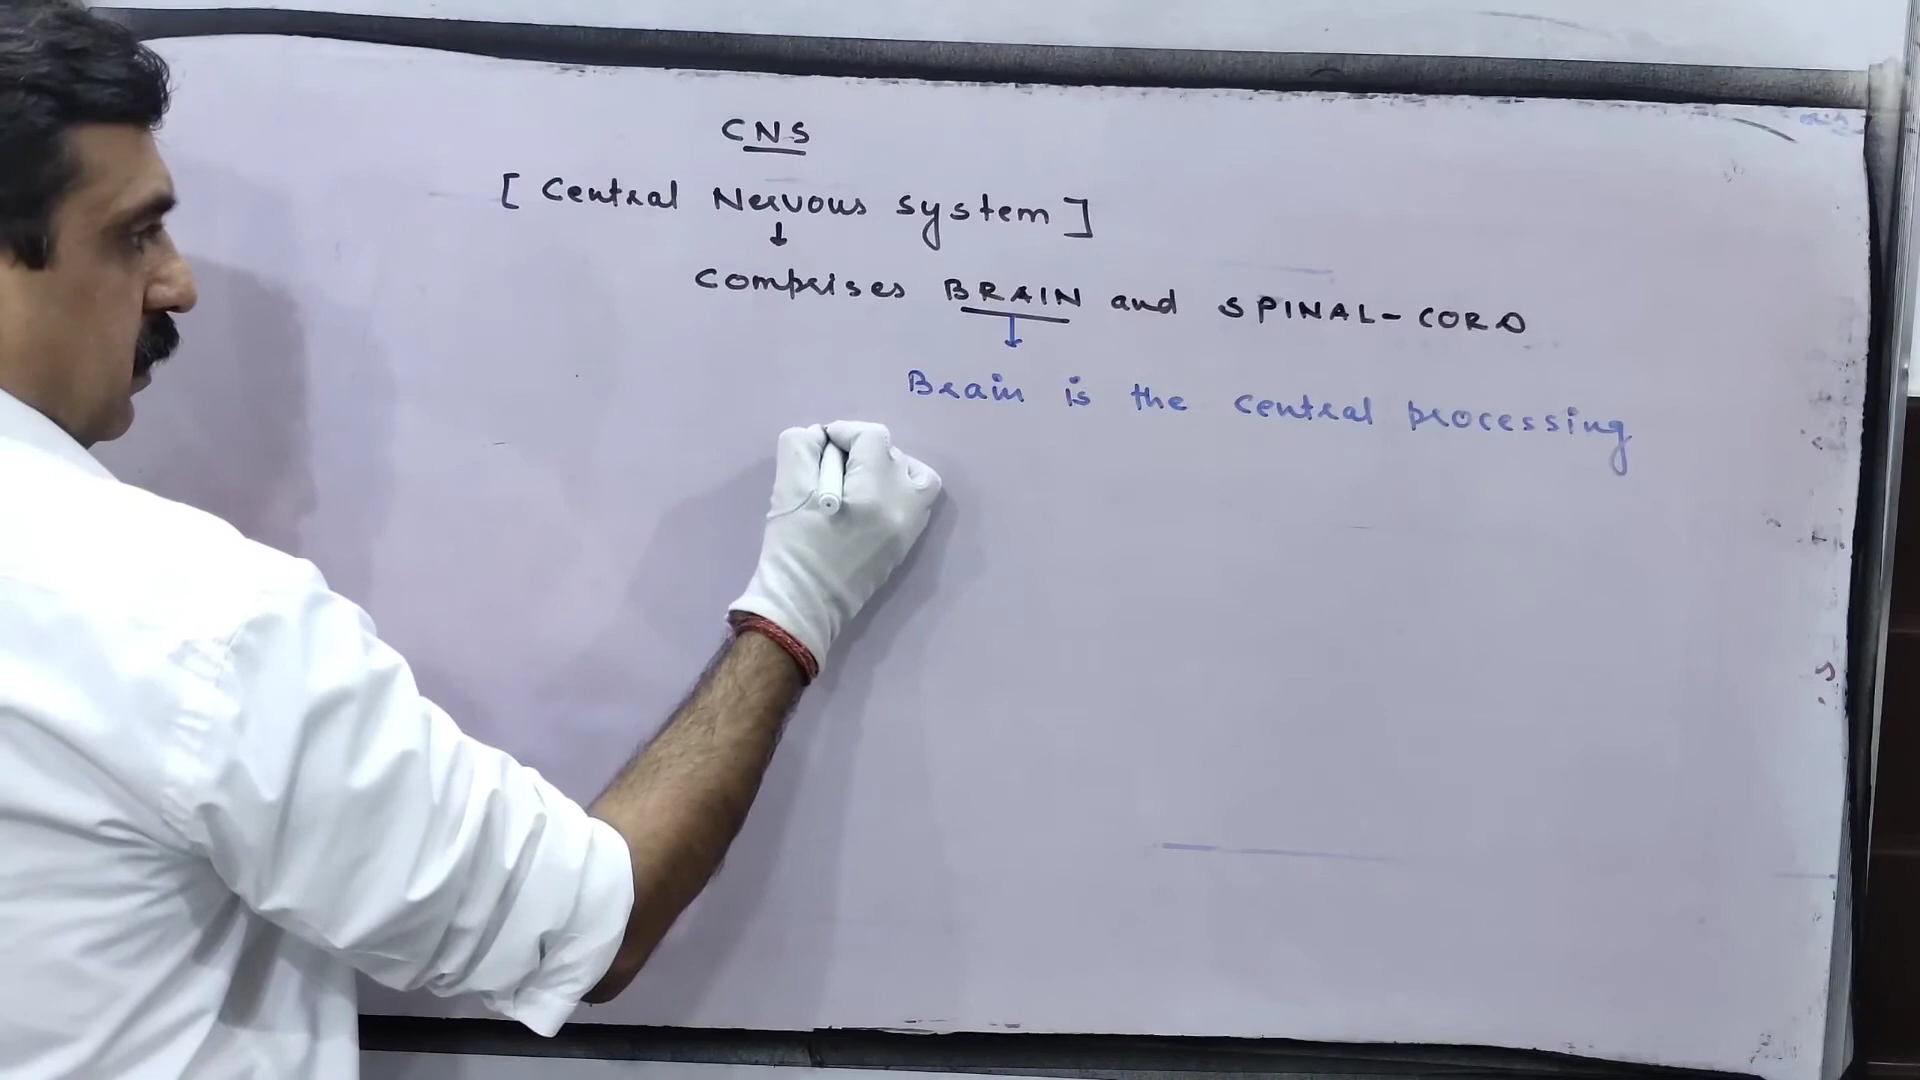 CNS
[ Central Nervous system ]
↓
comprises BRAIN and SPINAL-CORD
↓
Brain is the central processing